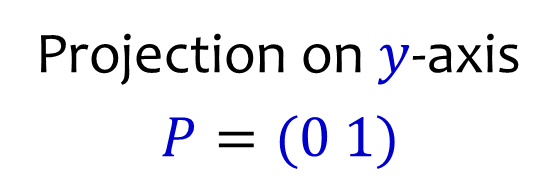 Projection on y-axis
P = (0 1)